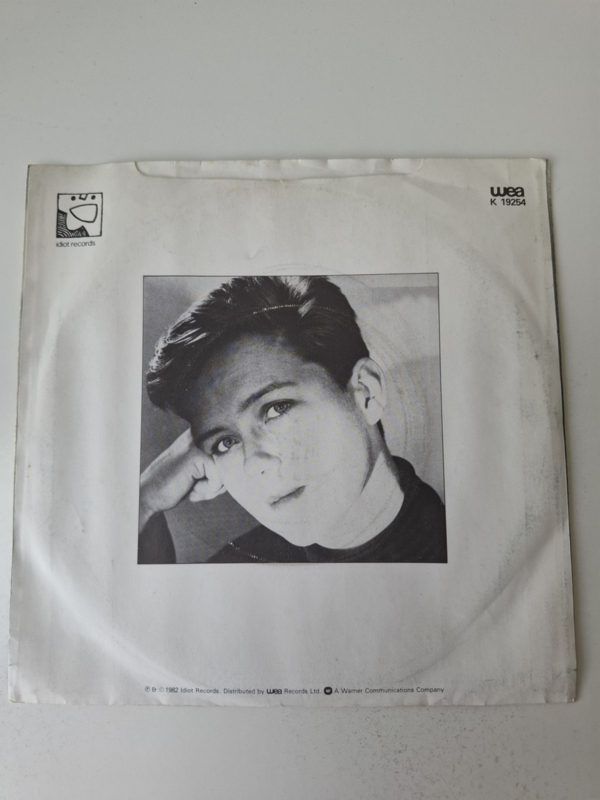 wea
K 19254
idiot records
℗ & © 1982 Idiot Records. Distributed by wea Records Ltd. A Warner Communications Company